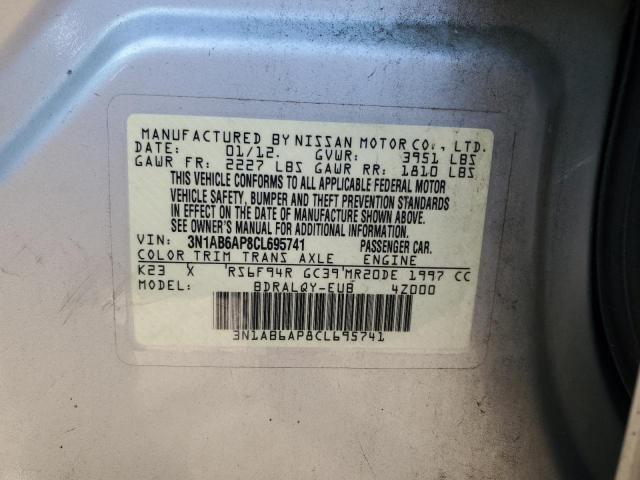 MANUFACTURED BY NISSAN MOTOR CO., LTD.
DATE: 01/12. GVWR: 3951 LBS
GAWR FR: 2227 LBS GAWR RR: 1810 LBS
THIS VEHICLE CONFORMS TO ALL APPLICABLE FEDERAL MOTOR
VEHICLE SAFETY, BUMPER AND THEFT PREVENTION STANDARDS
IN EFFECT ON THE DATE OF MANUFACTURE SHOWN ABOVE.
SEE OWNER'S MANUAL FOR ADDITIONAL INFORMATION.
VIN: 3N1AB6AP8CL695741 PASSENGER CAR.
COLOR TRIM TRANS AXLE ENGINE
K23 X RS6F94R GC39 MR20DE 1997 CC
MODEL: BDRALQY-EUB 4Z000
3N1AB6AP8CL695741